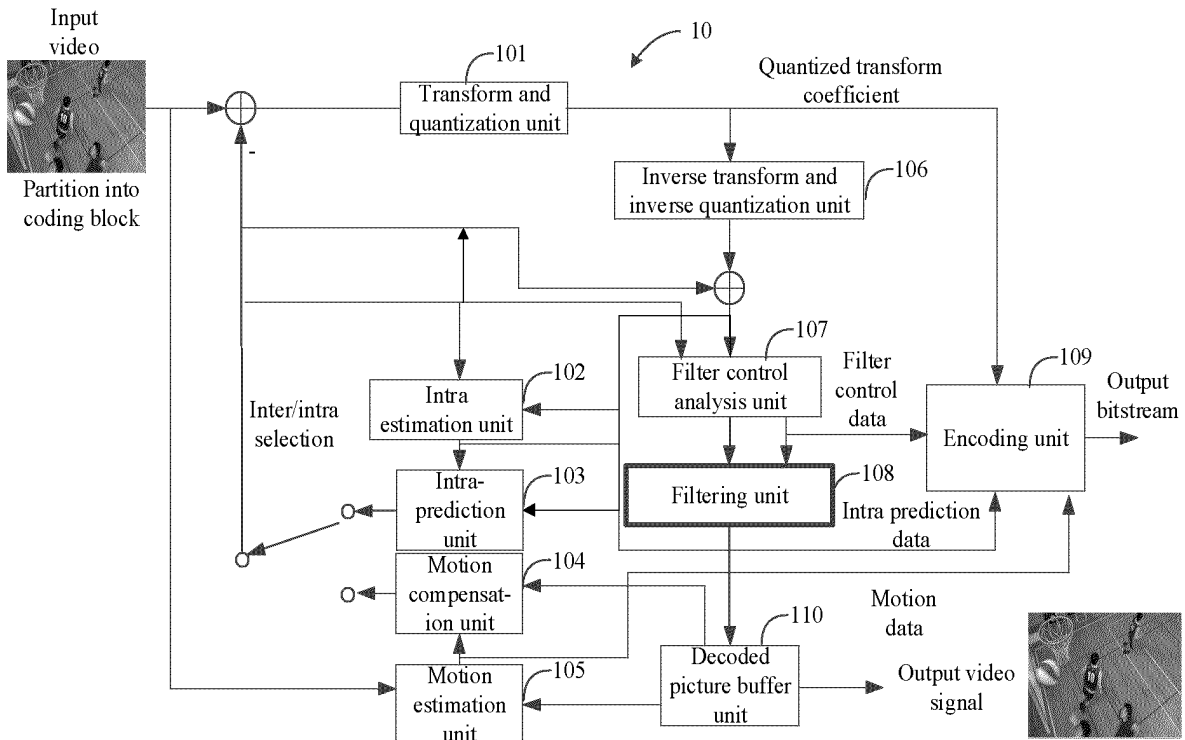 Input
video
10
101
Transform and
quantization unit
Quantized transform
coefficient
-
Partition into
coding block
Inverse transform and
inverse quantization unit
106
107
Filter control
analysis unit
Filter
control
data
109
Encoding unit
Output
bitstream
102
Intra
estimation unit
Inter/intra
selection
103
Intra-
prediction
unit
Filtering unit
108
Intra prediction
data
104
Motion
compensat-
ion unit
Motion
data
110
Decoded
picture buffer
unit
105
Motion
estimation
unit
Output video
signal